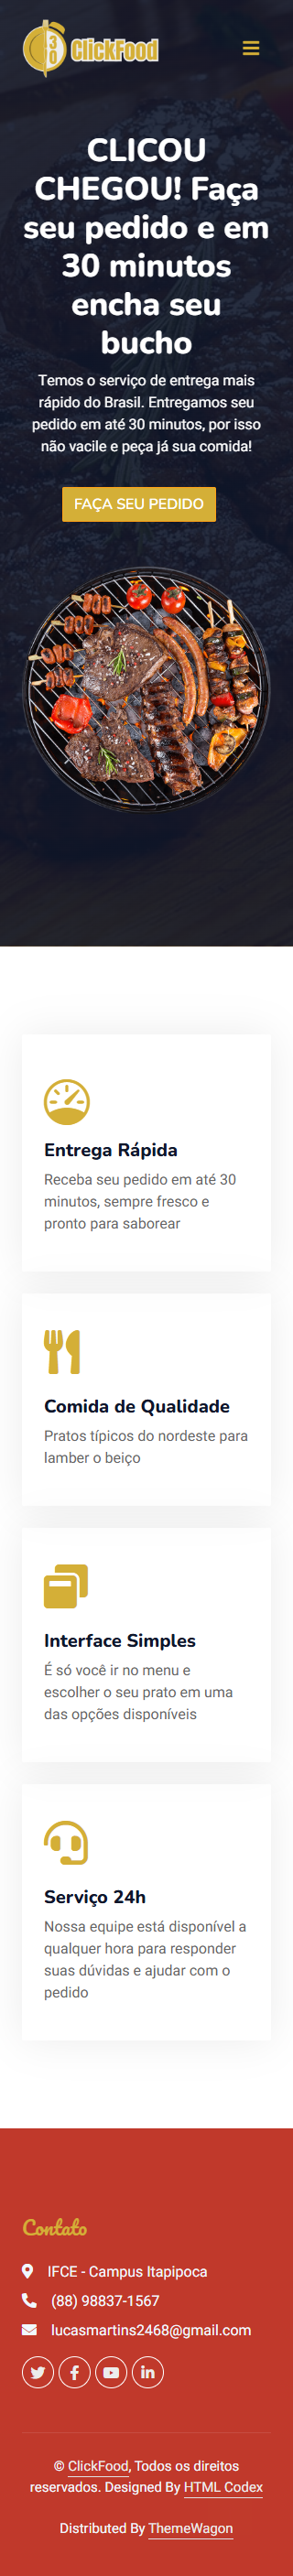 30 ClickFood
CLICOU
CHEGOU! Faça
seu pedido e em
30 minutos
encha seu
bucho
Temos o serviço de entrega mais
rápido do Brasil. Entregamos seu
pedido em até 30 minutos, por isso
não vacile e peça já sua comida!
FAÇA SEU PEDIDO
Entrega Rápida
Receba seu pedido em até 30
minutos, sempre fresco e
pronto para saborear
Comida de Qualidade
Pratos típicos do nordeste para
lamber o beiço
Interface Simples
É só você ir no menu e
escolher o seu prato em uma
das opções disponíveis
Serviço 24h
Nossa equipe está disponível a
qualquer hora para responder
suas dúvidas e ajudar com o
pedido
Contato
IFCE - Campus Itapipoca
(88) 98837-1567
lucasmartins2468@gmail.com
© ClickFood, Todos os direitos
reservados. Designed By HTML Codex
Distributed By ThemeWagon